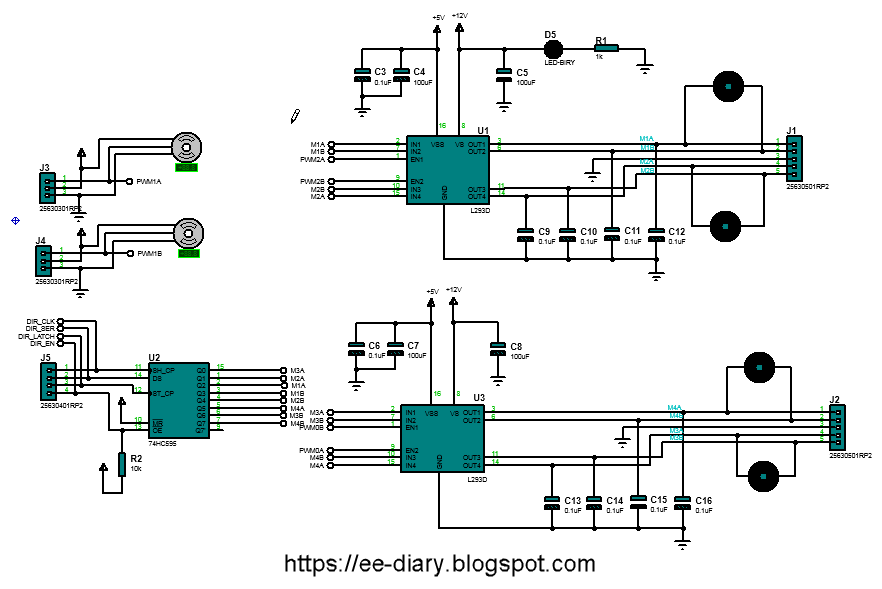 +5V
+12V
D5
LED-BIRY
R1
1k
C3
0.1uF
C4
100uF
C5
100uF
U1
16
8
M1A
M1B
PWM2A
2
7
1
IN1
IN2
EN1
VSS
VS
OUT1
OUT2
3
6
M1A
M1B
M2A
M2B
PWM2B
M2B
M2A
9
10
15
EN2
IN3
IN4
GND
OUT3
OUT4
11
14
L293D
J1
1
2
3
4
5
25630501RP2
C9
0.1uF
C10
1uF
C11
0.1uF
C12
0.1uF
J3
1
2
3
PWM1A
25630301RP2
J4
1
2
3
PWM1B
25630301RP2
DIR_CLK
DIR_SER
DIR_LATCH
DIR_EN
J5
1
2
3
4
25630401RP2
U2
11
14
12
10
13
SH_CP
DS
ST_CP
MR
OE
Q0
Q1
Q2
Q3
Q4
Q5
Q6
Q7
Q7'
15
1
2
3
4
5
6
7
9
M3A
M2A
M1A
M1B
M2B
M4A
M3B
M4B
74HC595
R2
10k
+5V
+12V
C6
0.1uF
C7
100uF
C8
100uF
U3
16
8
M3A
M3B
PWM0B
2
7
1
IN1
IN2
EN1
VSS
VS
OUT1
OUT2
3
6
M4A
M4B
M3A
M3B
PWM0A
M4B
M4A
9
10
15
EN2
IN3
IN4
GND
OUT3
OUT4
11
14
L293D
J2
1
2
3
4
5
25630501RP2
C13
0.1uF
C14
0.1uF
C15
0.1uF
C16
0.1uF
https://ee-diary.blogspot.com